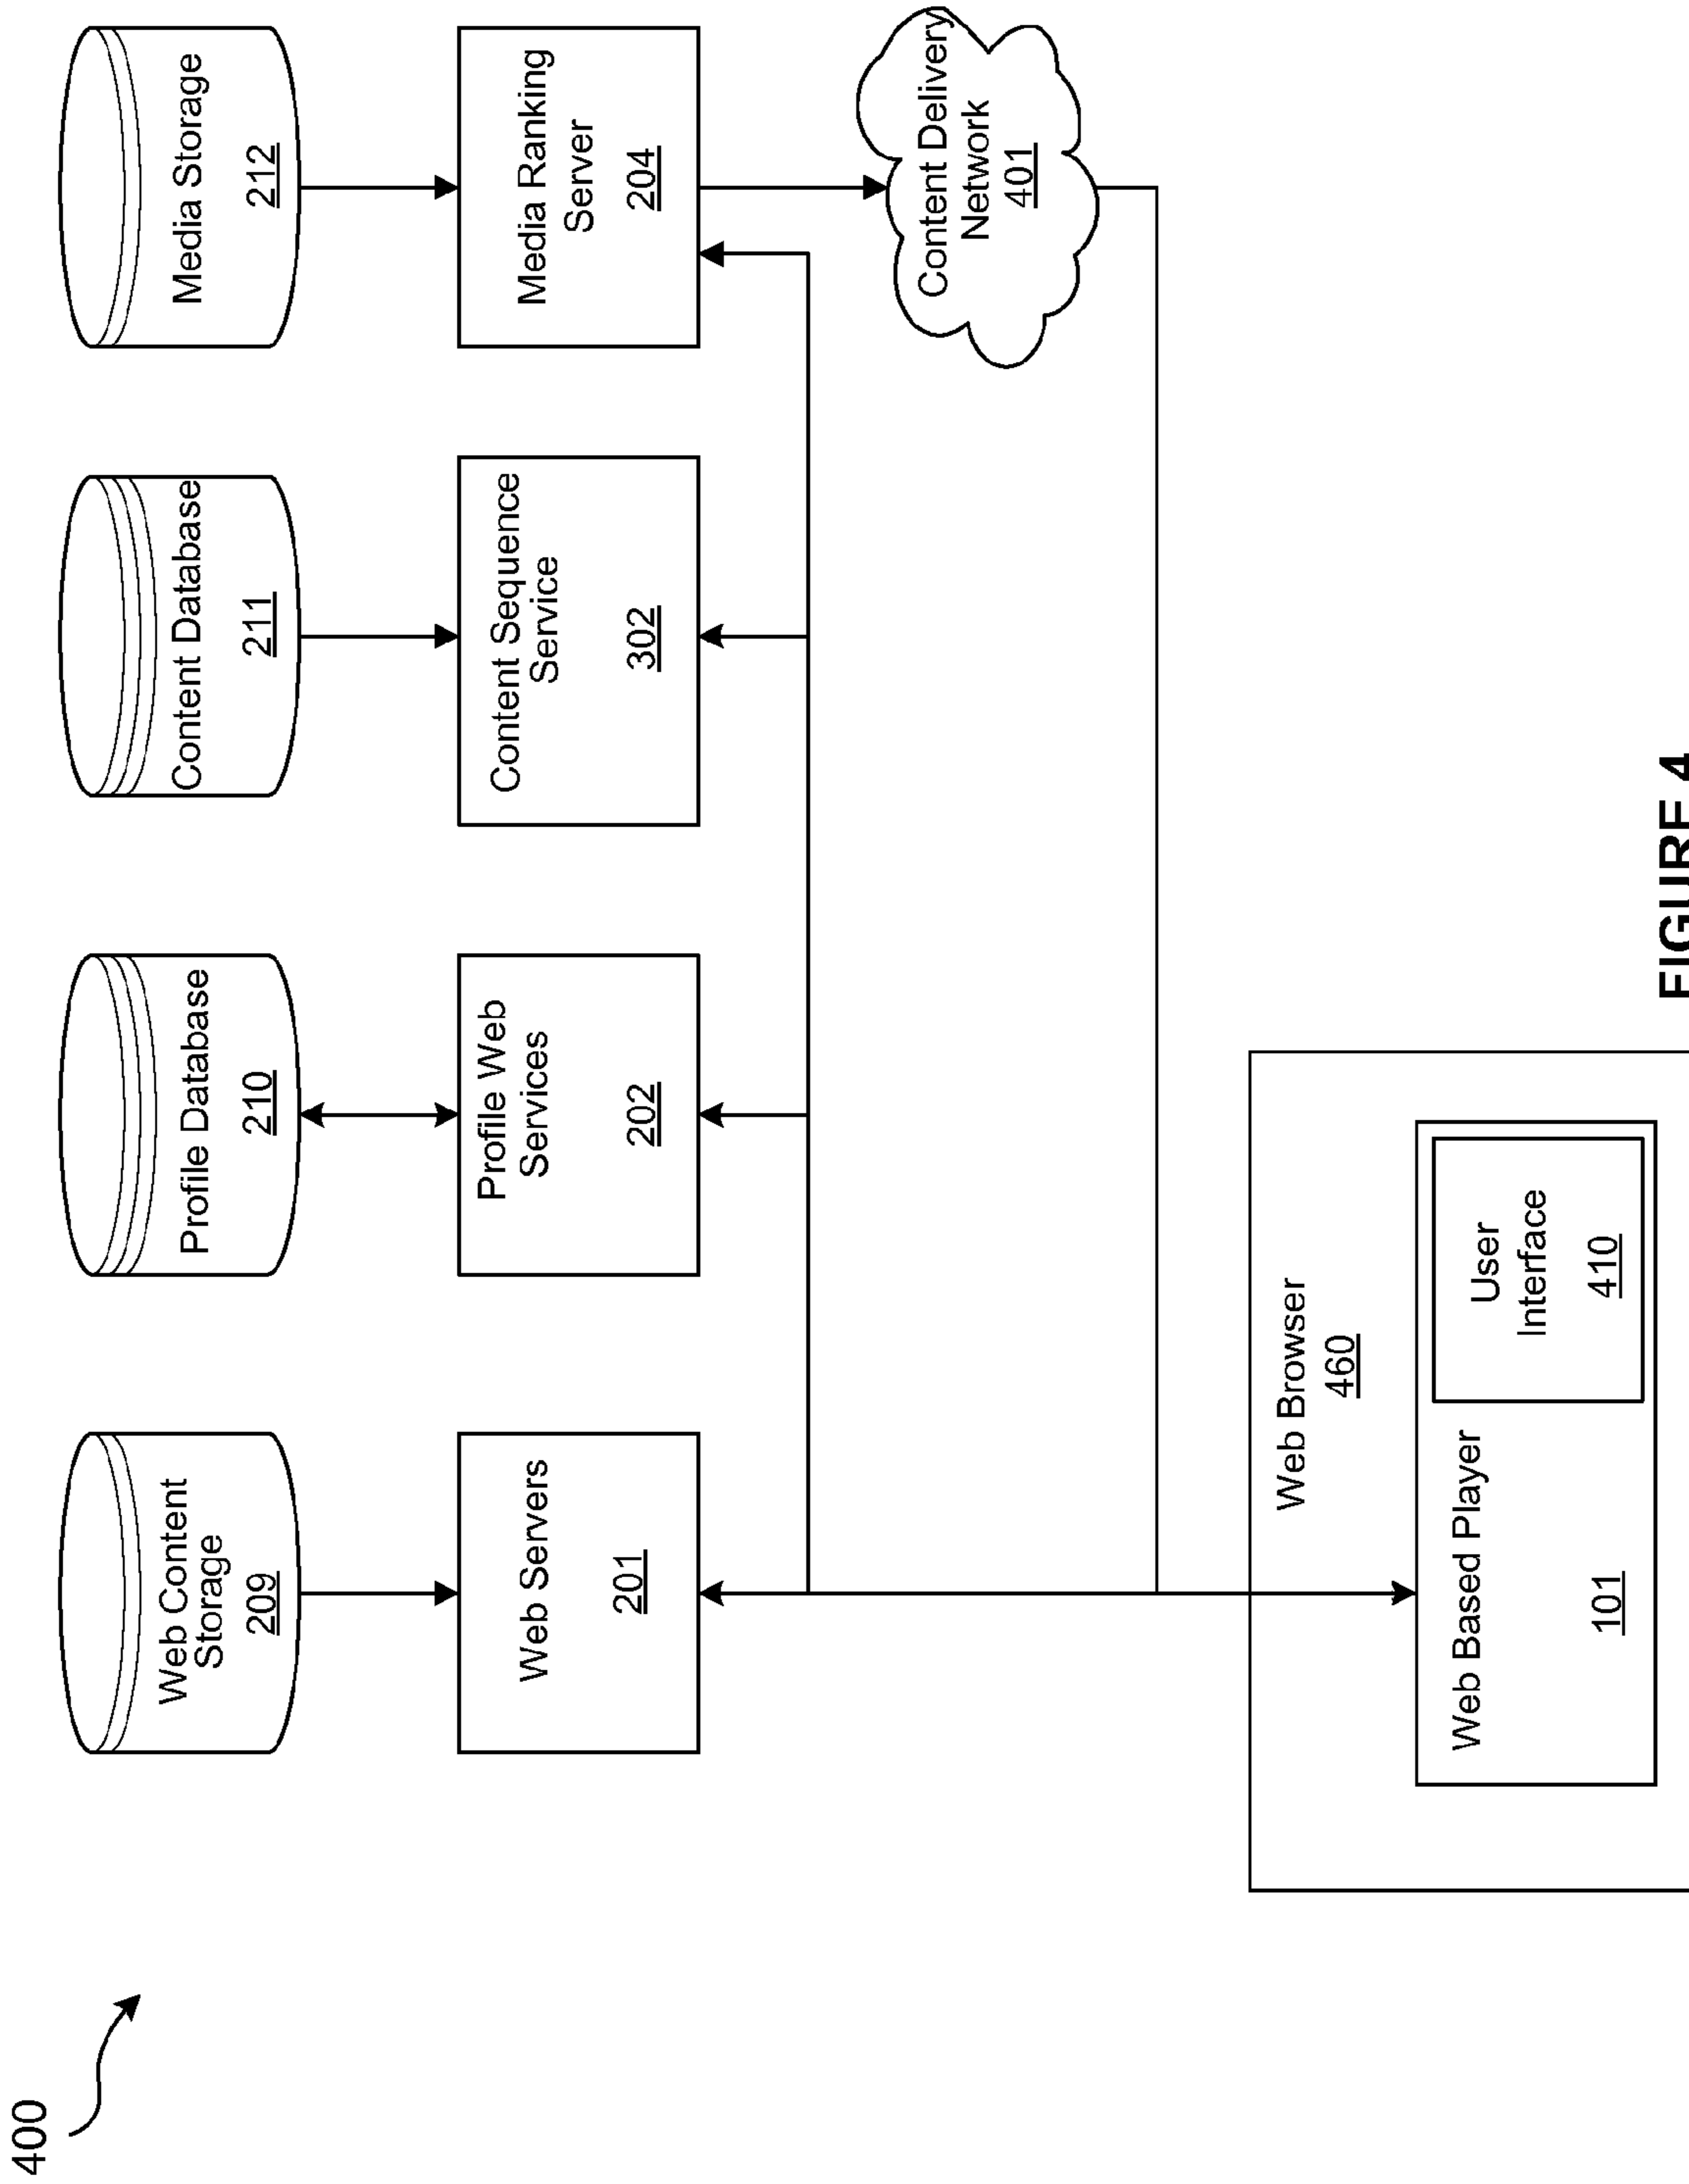 400
Web Content
Storage
209
Profile Database
210
Content Database
211
Media Storage
212
Web Servers
201
Profile Web
Services
202
Content Sequence
Service
302
Media Ranking
Server
204
Content Delivery
Network
401
Web Browser
460
Web Based Player
101
User
Interface
410
FIGURE 4